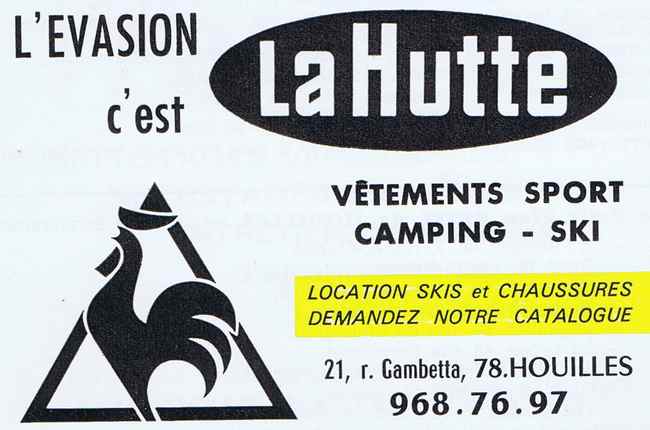 L'EVASION
c'est
La Hutte
VÊTEMENTS SPORT
CAMPING - SKI
LOCATION SKIS et CHAUSSURES
DEMANDEZ NOTRE CATALOGUE
21, r. Gambetta, 78.HOUILLES
968.76.97